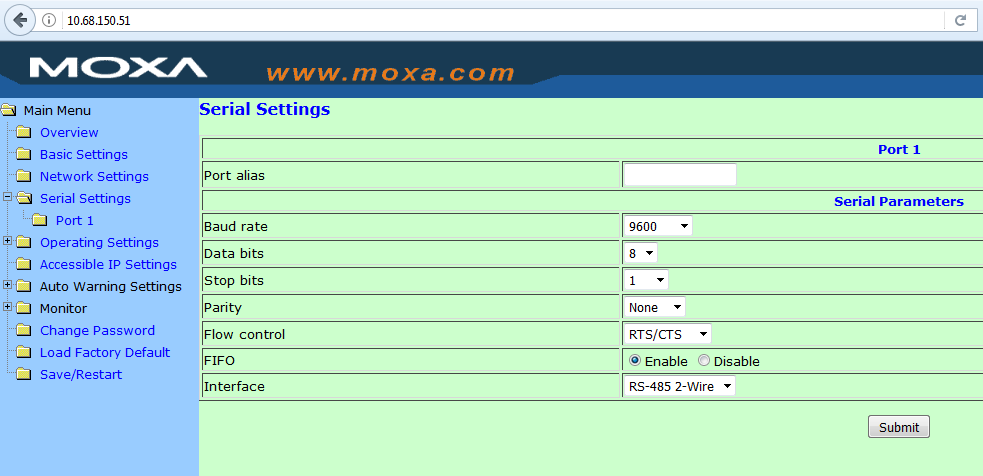 10.68.150.51
MOXA www.moxa.com
Main Menu
Overview
Basic Settings
Network Settings
Serial Settings
Port 1
Operating Settings
Accessible IP Settings
Auto Warning Settings
Monitor
Change Password
Load Factory Default
Save/Restart
Serial Settings
Port 1
Port alias
Serial Parameters
Baud rate 9600
Data bits 8
Stop bits 1
Parity None
Flow control RTS/CTS
FIFO Enable Disable
Interface RS-485 2-Wire
Submit